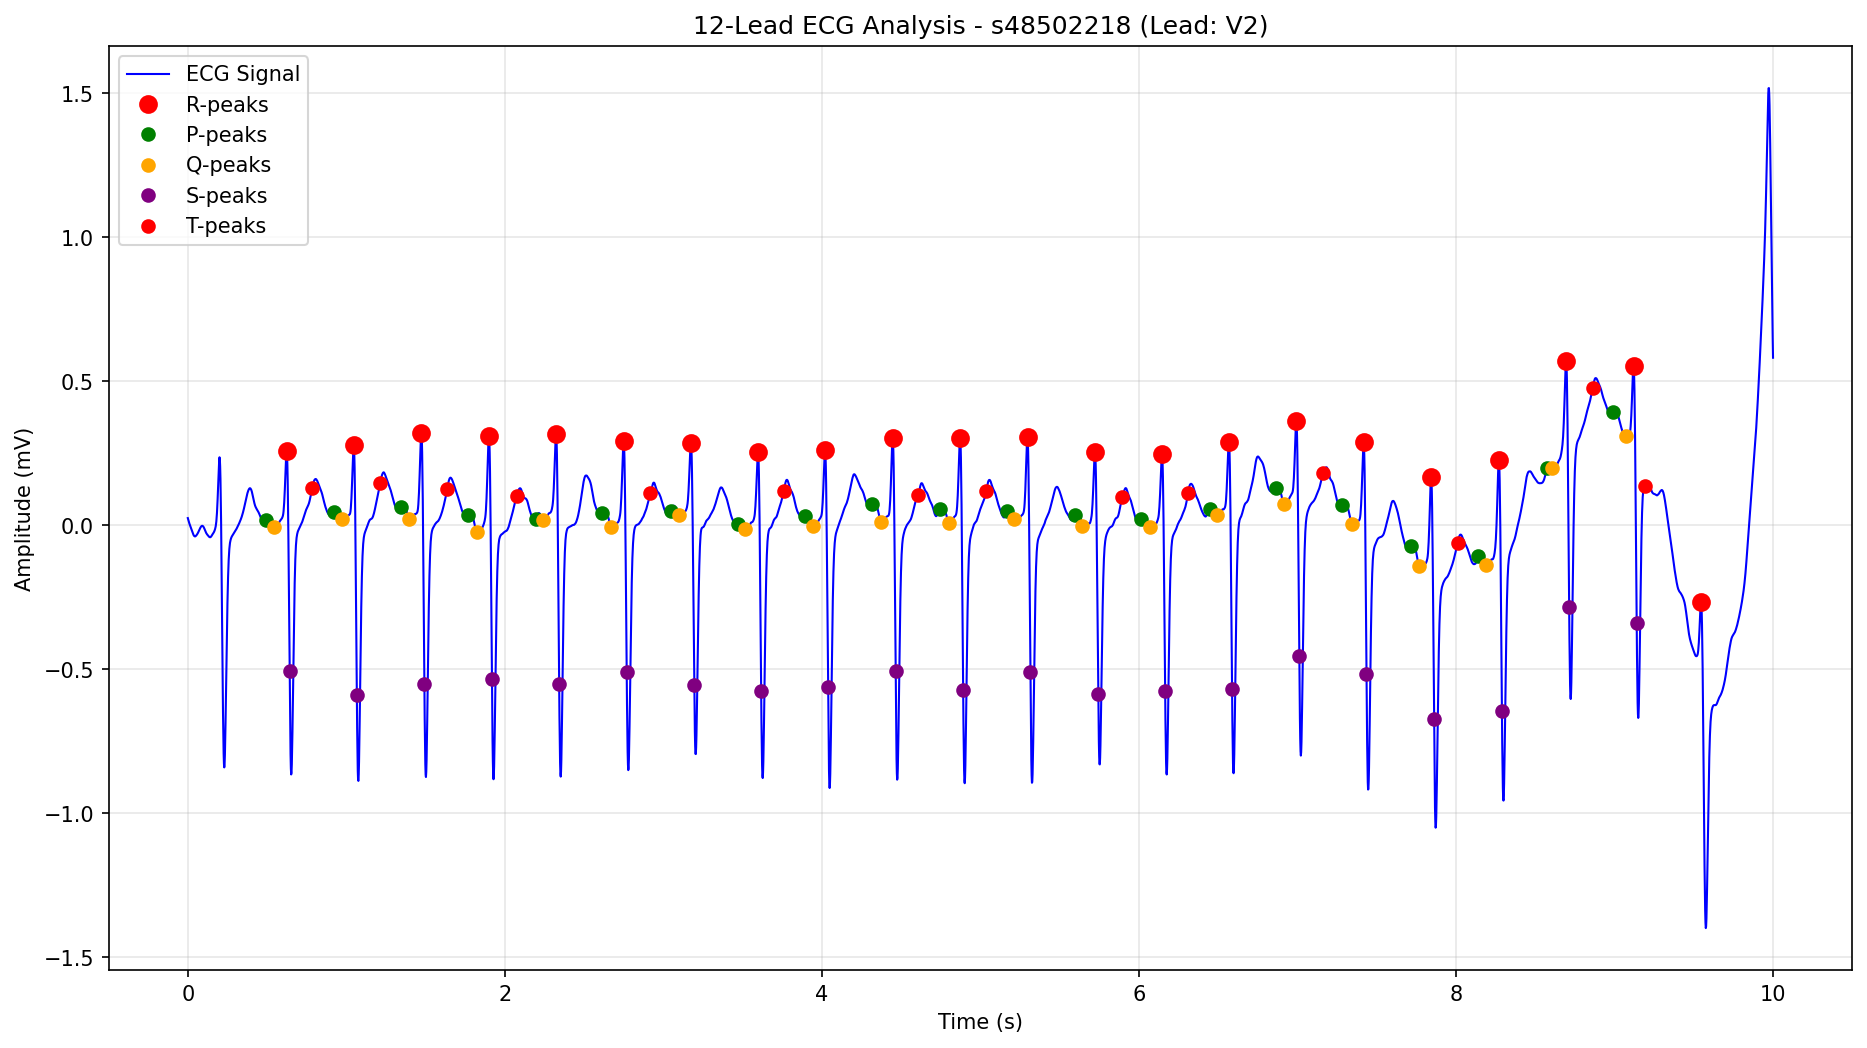 12-Lead ECG Analysis - s48502218 (Lead: V2)
ECG Signal
R-peaks
P-peaks
Q-peaks
S-peaks
T-peaks
Amplitude (mV)
1.5
1.0
0.5
0.0
−0.5
−1.0
−1.5
0 2 4 6 8 10
Time (s)